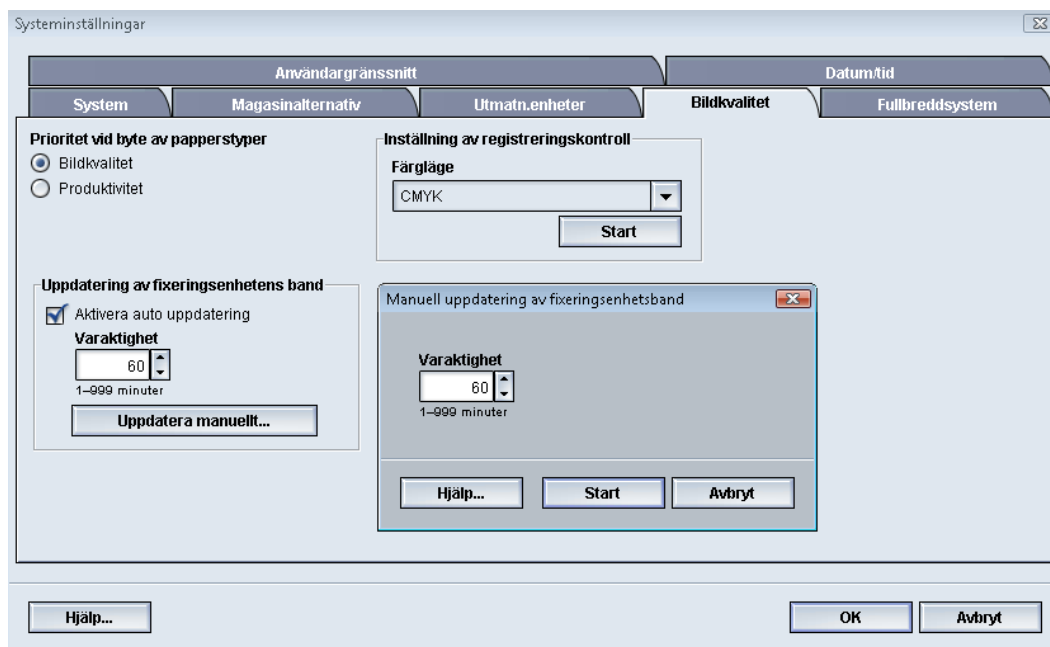 Systeminställningar
Användargränssnitt Datum/tid
System Magasinalternativ Utmatn.enheter Bildkvalitet Fullbreddsystem
Prioritet vid byte av papperstyper
Bildkvalitet
Produktivitet
Inställning av registreringskontroll
Färgläge
CMYK
Start
Uppdatering av fixeringsenhetens band
Aktivera auto uppdatering
Varaktighet
60
1–999 minuter
Uppdatera manuellt...
Manuell uppdatering av fixeringsenhetsband
Varaktighet
60
1–999 minuter
Hjälp... Start Avbryt
Hjälp... OK Avbryt